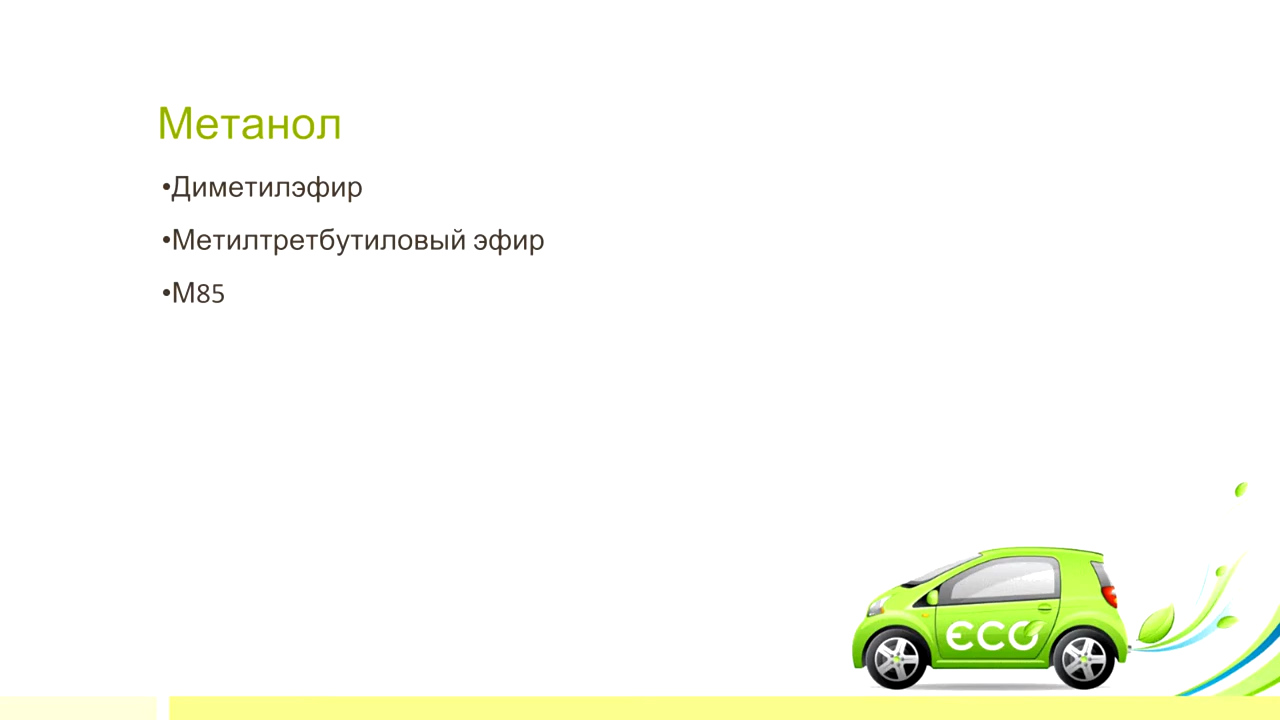 Метанол
•Диметилэфир
•Метилтретбутиловый эфир
•М85
eco